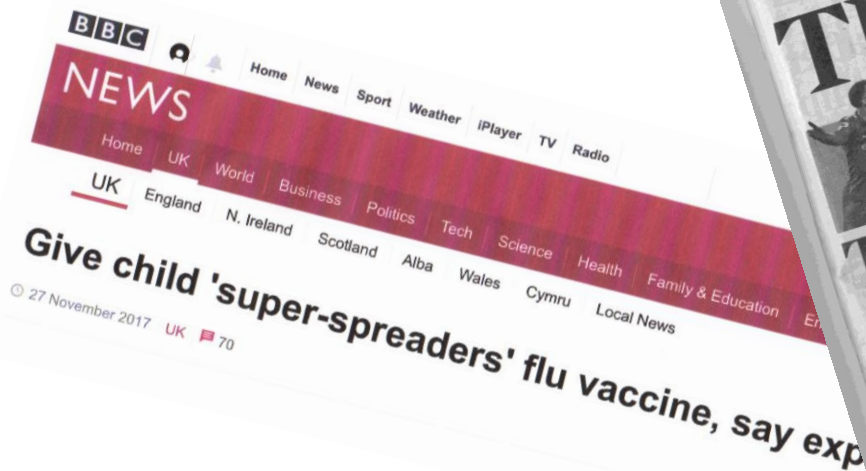 BBC
Home News Sport Weather iPlayer TV Radio
NEWS
Home UK World Business Politics Tech Science Health Family & Education
UK England N. Ireland Scotland Alba Wales Cymru Local News
Give child 'super-spreaders' flu vaccine, say
27 November 2017 UK 70